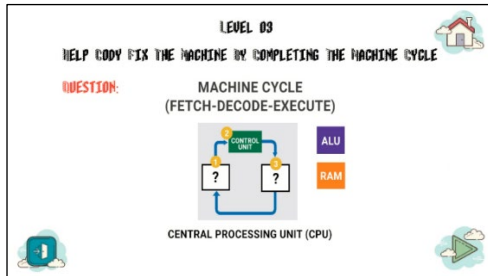 LEVEL 03
HELP CODY FIX THE MACHINE BY COMPLETING THE MACHINE CYCLE
QUESTION:
MACHINE CYCLE
(FETCH-DECODE-EXECUTE)
2
CONTROL
UNIT
ALU
1
3
?
?
RAM
CENTRAL PROCESSING UNIT (CPU)